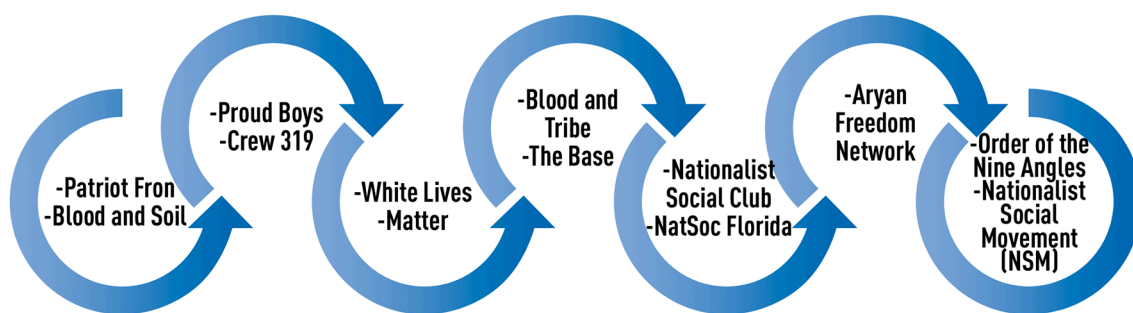 -Patriot Fron
-Blood and Soil
-Proud Boys
-Crew 319
-White Lives
-Matter
-Blood and
Tribe
-The Base
-Nationalist
Social Club
-NatSoc Florida
-Aryan
Freedom
Network
-Order of the
Nine Angles
-Nationalist
Social
Movement
(NSM)